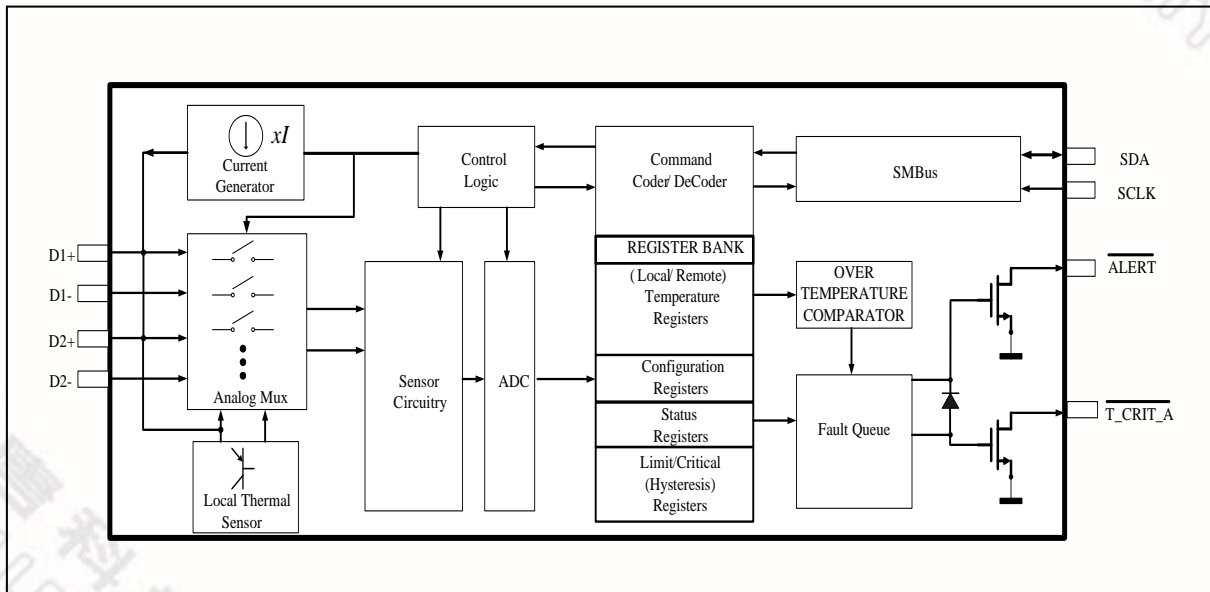 xI
Current
Generator
Control
Logic
Command
Coder/ DeCoder
SMBus
SDA
SCLK
D1+
D1-
D2+
D2-
Analog Mux
Local Thermal
Sensor
Sensor
Circuitry
ADC
REGISTER BANK
( Local/ Remote)
Temperature
Registers
Configuration
Registers
Status
Registers
Limit/Critical
(Hysteresis)
Registers
OVER
TEMPERATURE
COMPARATOR
Fault Queue
ALERT
T_CRIT_A
科